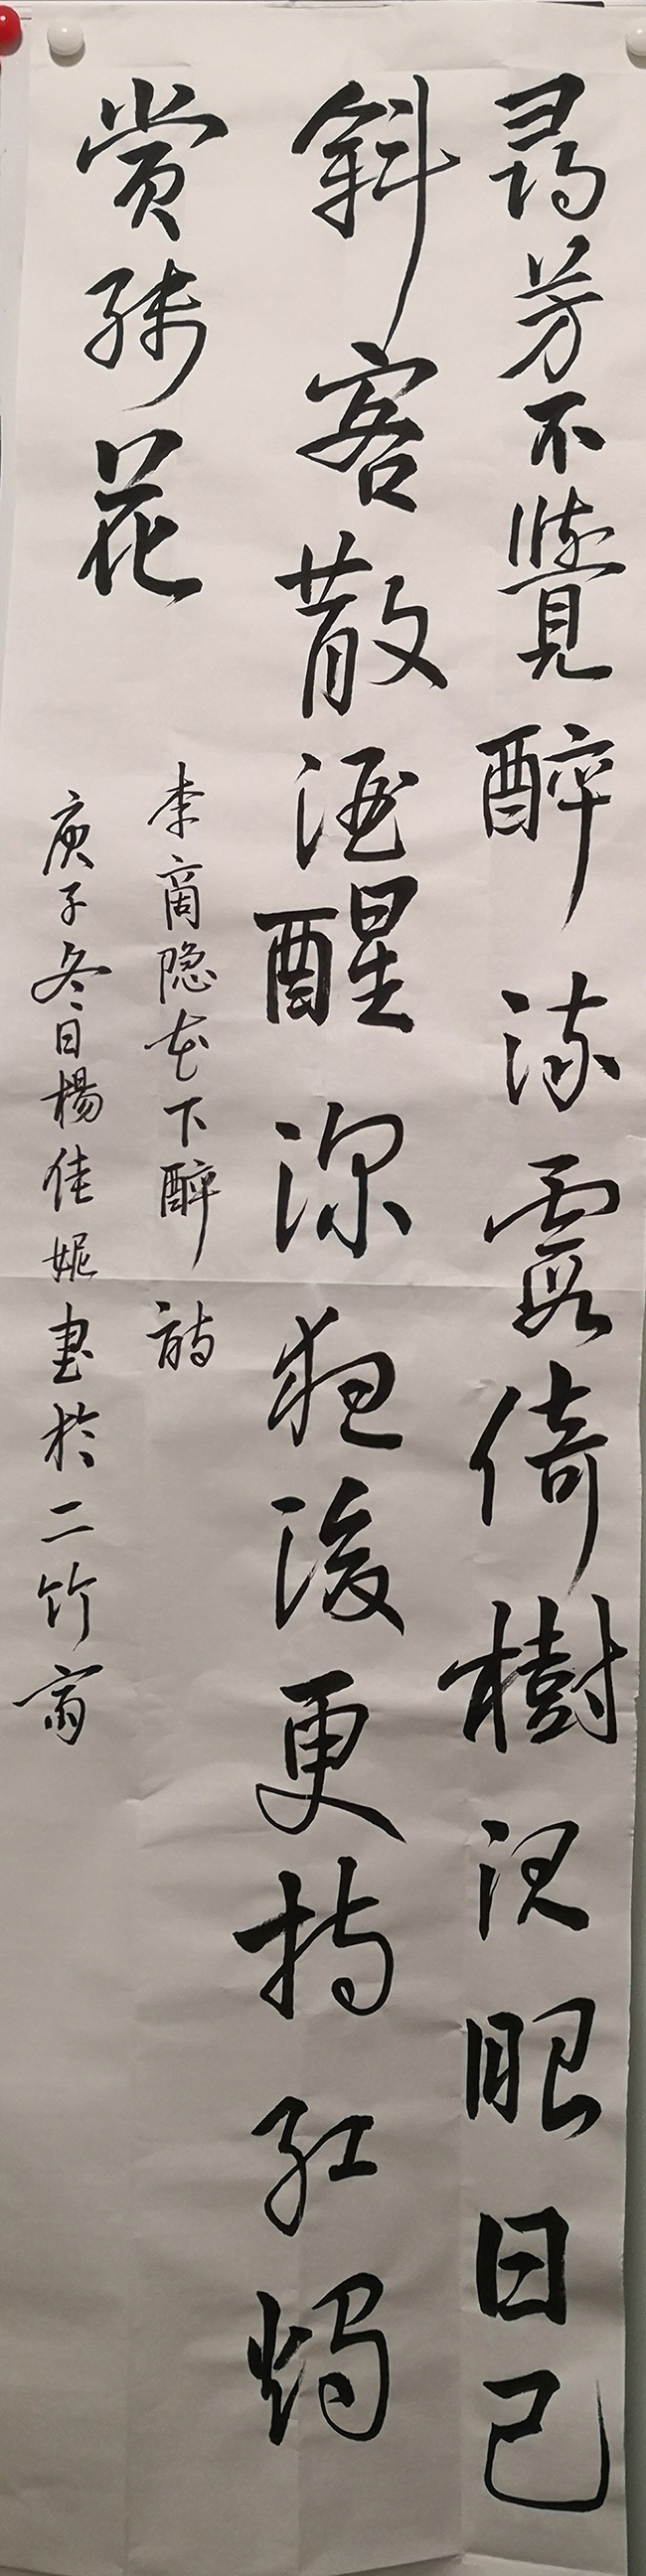 尋芳不覺醉流霞倚樹沉眠日已
斜客散酒醒深夜後更持紅燭
賞殘花
李商隐花下醉詩
庚子冬日楊佳妮書於二竹齋